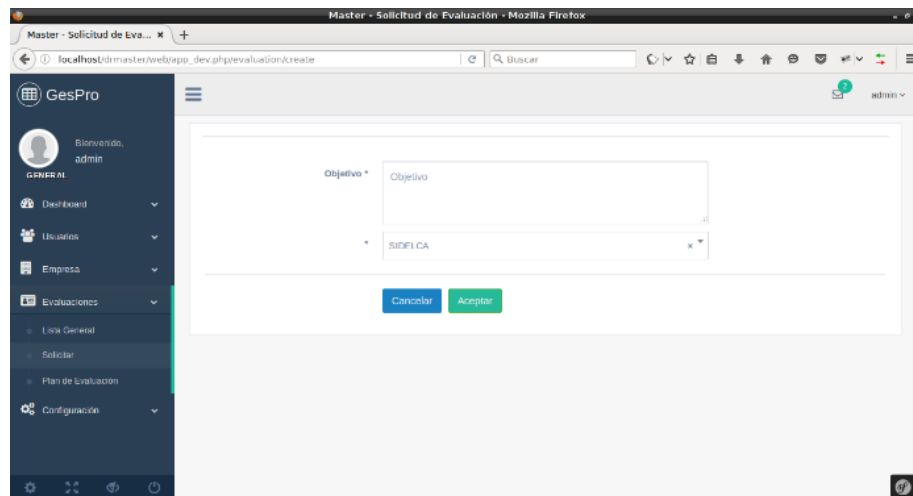 Master - Solicitud de Evaluación - Mozilla Firefox
Master - Solicitud de Eva... × +
localhost/drmaster/web/app_dev.php/evaluation/create
Buscar
GesPro
2
admin
Bienvenido,
admin
GENERAL
Dashboard
Usuarios
Empresa
Evaluaciones
Lista General
Solicitar
Plan de Evaluación
Configuración
Objetivo *
Objetivo
*
SIDELCA
×
Cancelar
Aceptar
sf